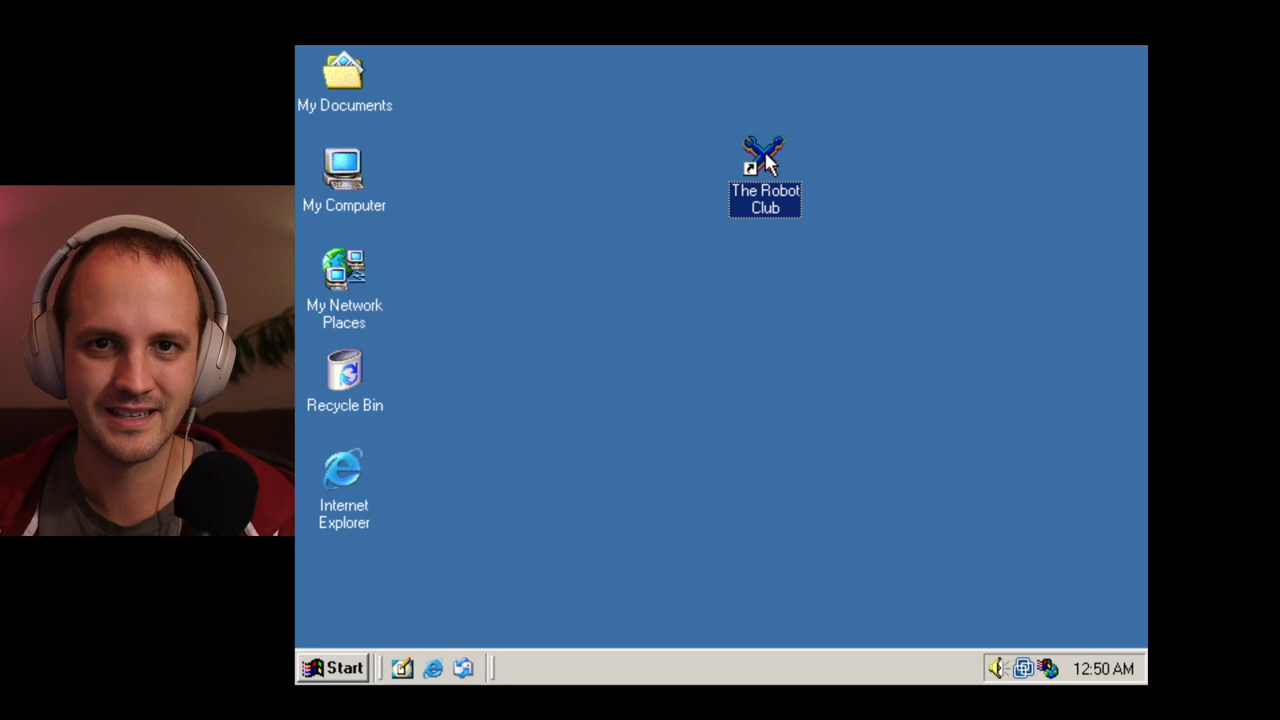 My Documents
My Computer
My Network
Places
Recycle Bin
Internet
Explorer
The Robot
Club
Start
12:50 AM